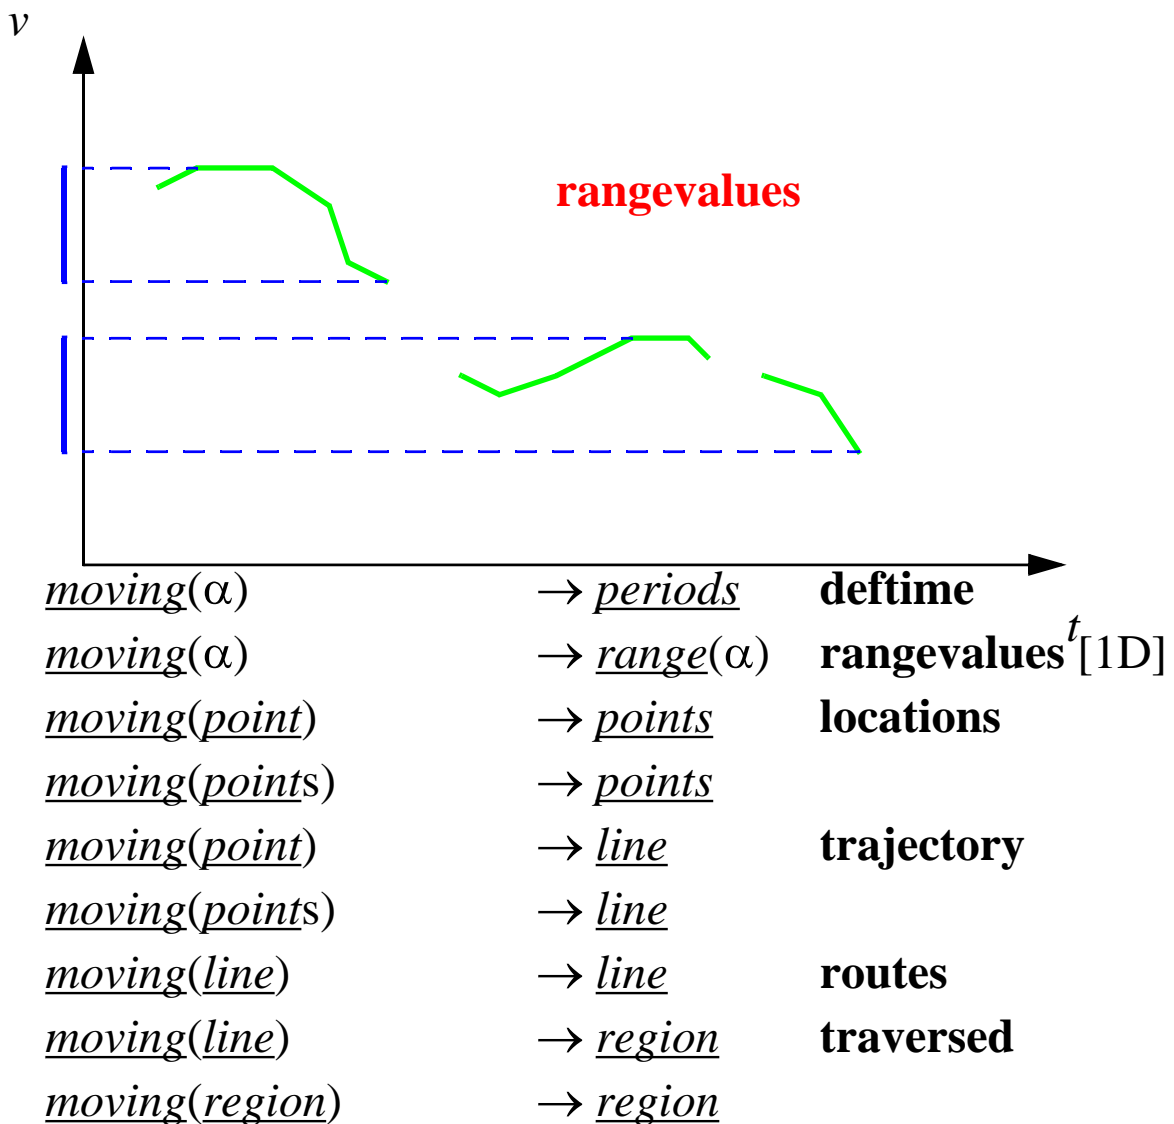 v
rangevalues
moving(α) → periods deftime
t
moving(α) → range(α) rangevalues [1D]
moving(point) → points locations
moving(points) → points
moving(point) → line trajectory
moving(points) → line
moving(line) → line routes
moving(line) → region traversed
moving(region) → region